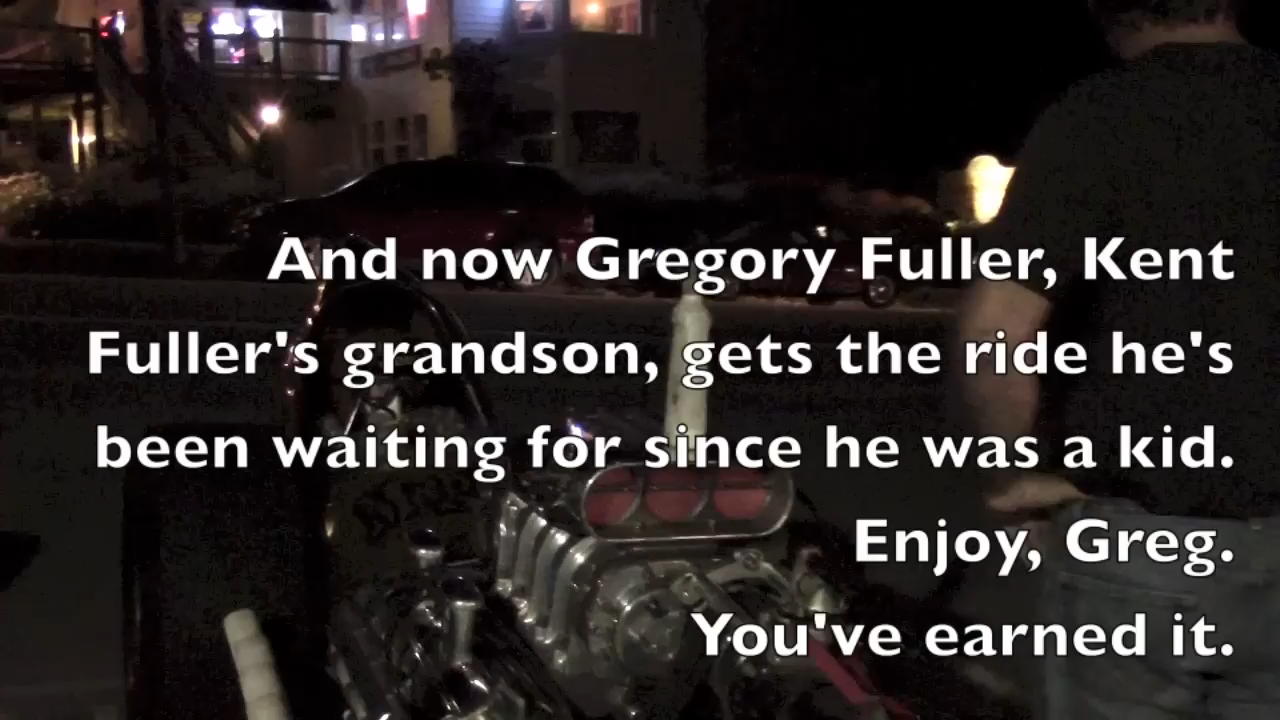 And now Gregory Fuller, Kent
Fuller's grandson, gets the ride he's
been waiting for since he was a kid.
Enjoy, Greg.
You've earned it.